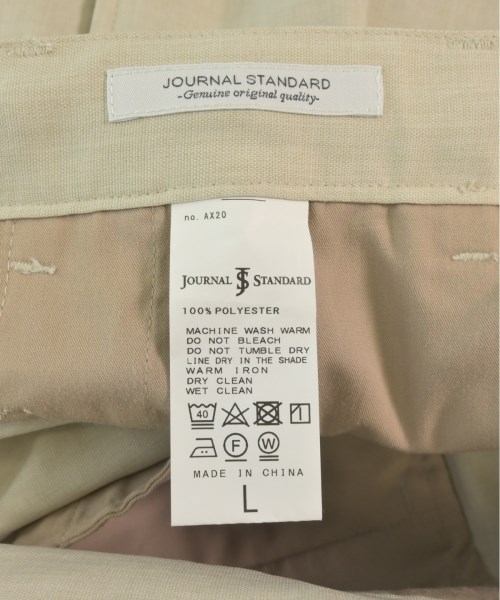 JOURNAL STANDARD
-Genuine original quality-
no. AX20
JOURNAL JS STANDARD
100% POLYESTER
MACHINE WASH WARM
DO NOT BLEACH
DO NOT TUMBLE DRY
LINE DRY IN THE SHADE
WARM IRON
DRY CLEAN
WET CLEAN
40
F W
MADE IN CHINA
L